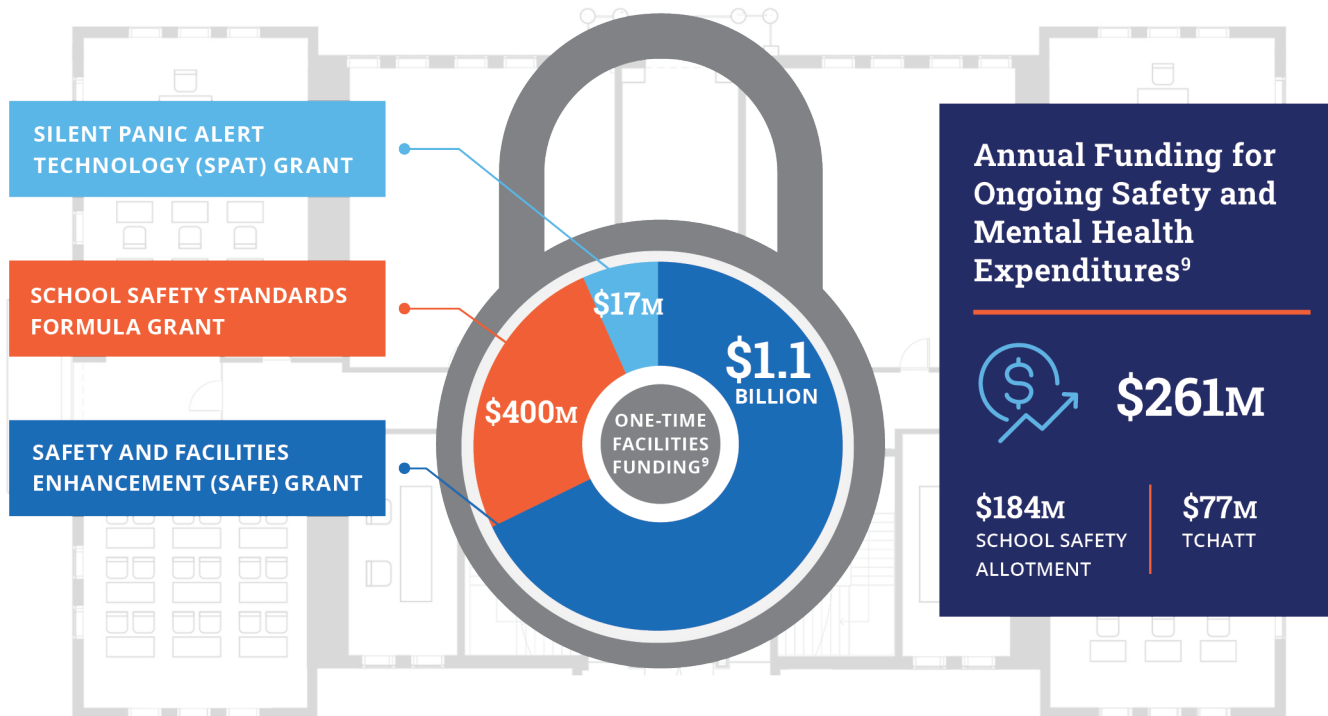 SILENT PANIC ALERT
TECHNOLOGY (SPAT) GRANT
SCHOOL SAFETY STANDARDS
FORMULA GRANT
SAFETY AND FACILITIES
ENHANCEMENT (SAFE) GRANT
$17M
$400M
$1.1
BILLION
ONE-TIME
FACILITIES
FUNDING⁹
Annual Funding for
Ongoing Safety and
Mental Health
Expenditures⁹
$
$261M
$184M
SCHOOL SAFETY
ALLOTMENT
$77M
TCHATT